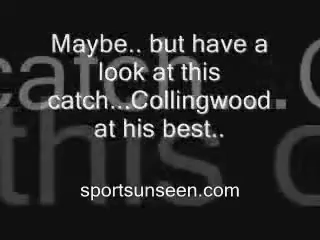 Maybe.. but have a
look at this
catch...Collingwood
at his best..
sportsunseen.com